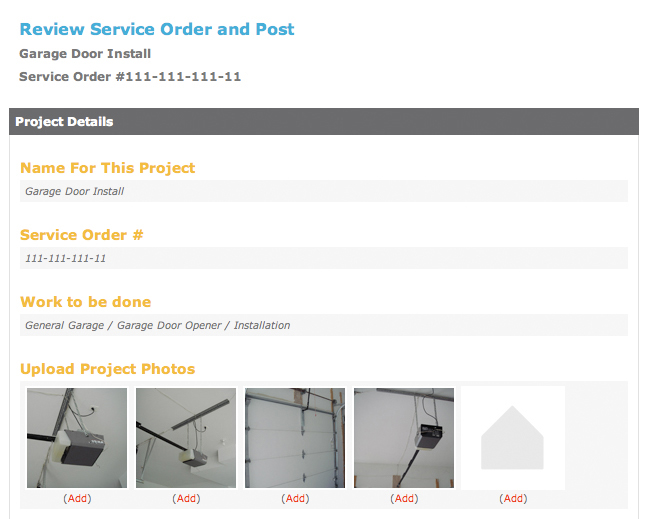 Review Service Order and Post
Garage Door Install
Service Order #111-111-111-11
Project Details
Name For This Project
Garage Door Install
Service Order #
111-111-111-11
Work to be done
General Garage / Garage Door Opener / Installation
Upload Project Photos
(Add) (Add) (Add) (Add) (Add)